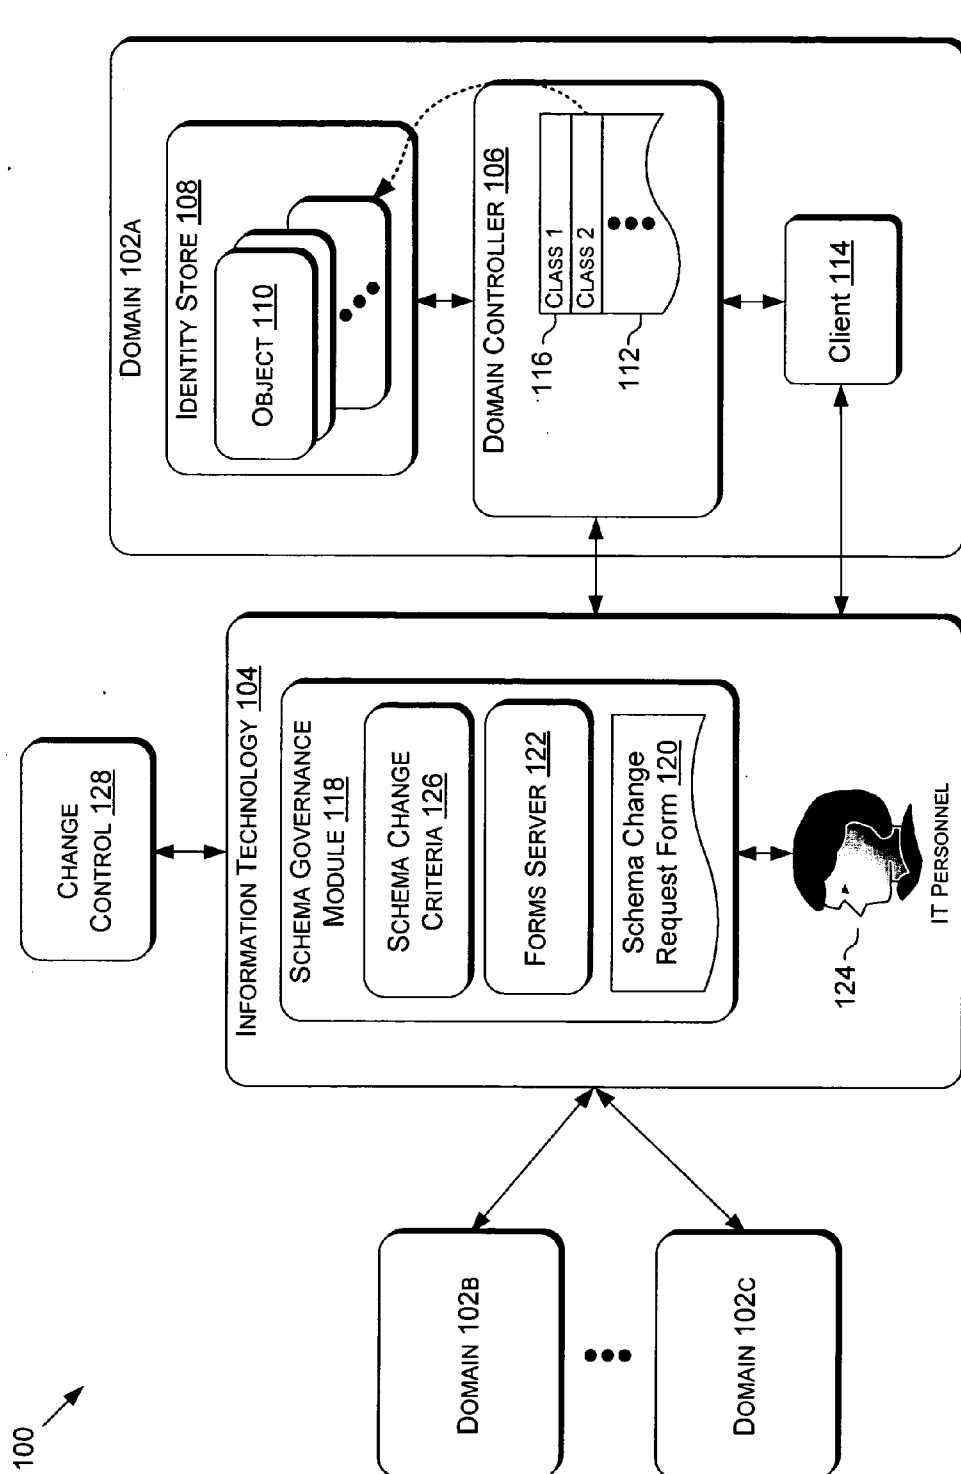 100
DOMAIN 102B
DOMAIN 102C
CHANGE
CONTROL 128
INFORMATION TECHNOLOGY 104
SCHEMA GOVERNANCE
MODULE 118
SCHEMA CHANGE
CRITERIA 126
FORMS SERVER 122
Schema Change
Request Form 120
124
IT PERSONNEL
DOMAIN 102A
IDENTITY STORE 108
OBJECT 110
DOMAIN CONTROLLER 106
116
CLASS 1
CLASS 2
112
Client 114